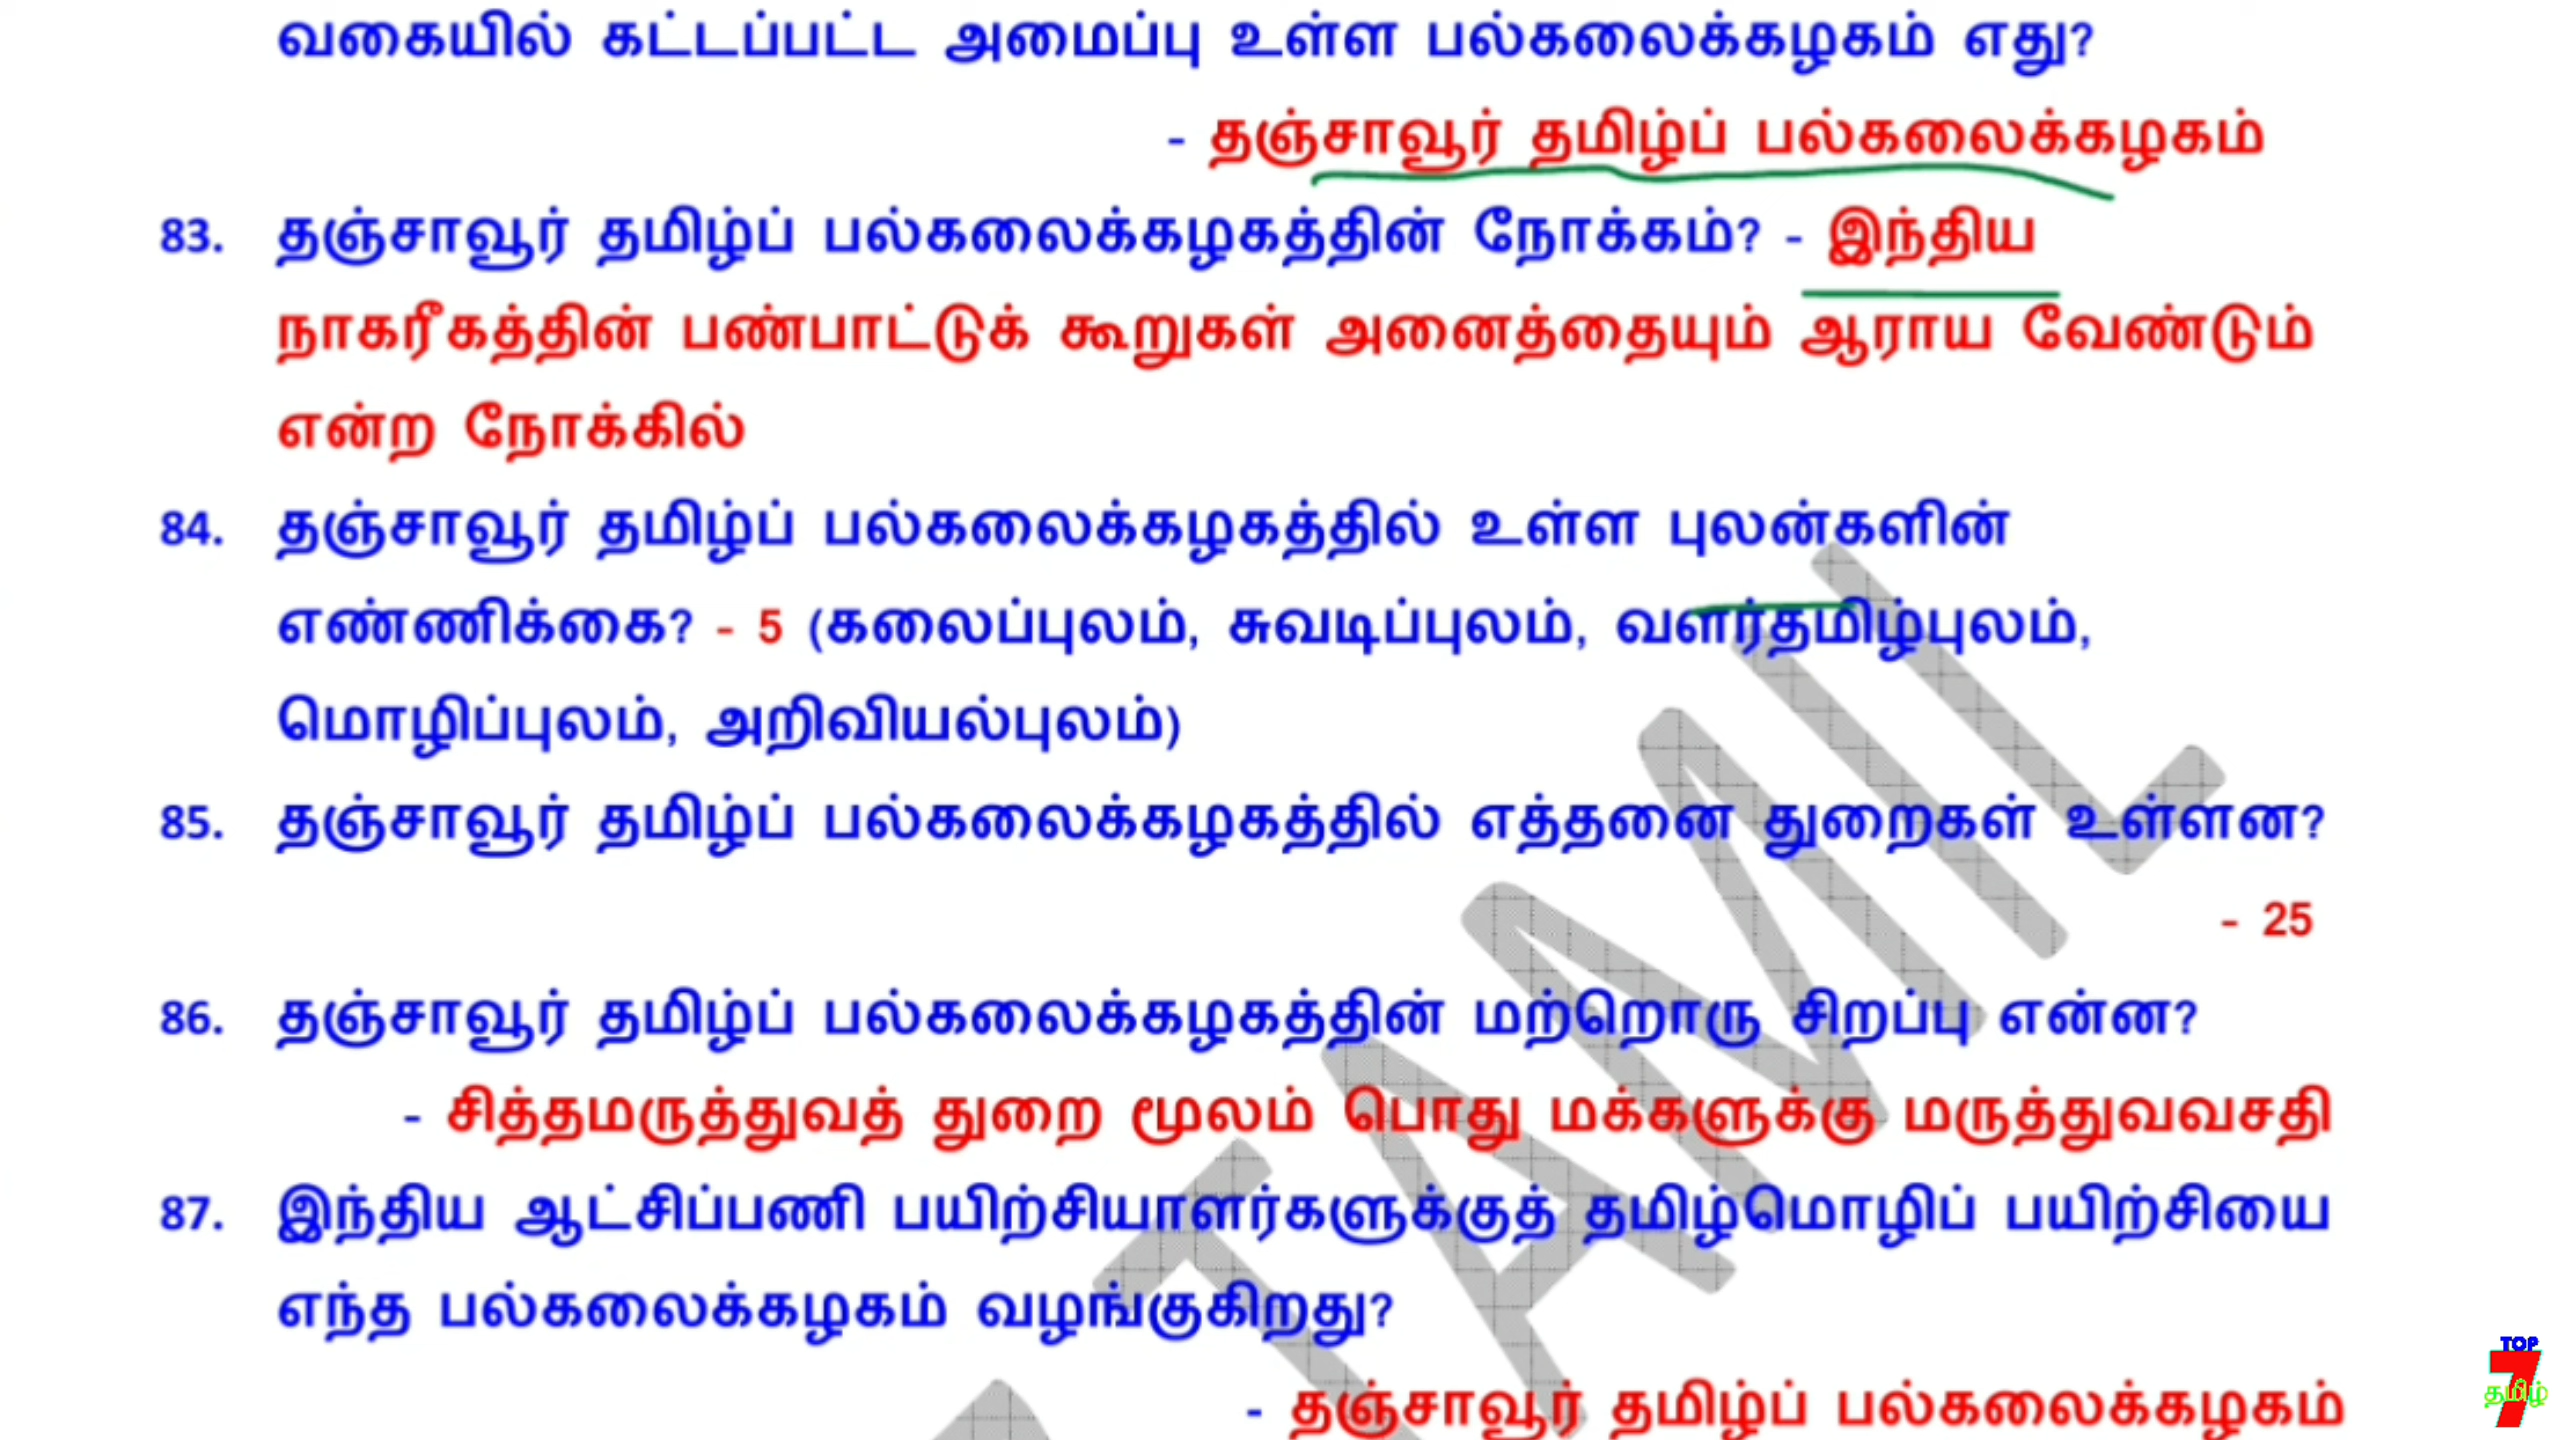 வகையில் கட்டப்பட்ட அமைப்பு உள்ள பல்கலைக்கழகம் எது?
- தஞ்சாவூர் தமிழ்ப் பல்கலைக்கழகம்
83. தஞ்சாவூர் தமிழ்ப் பல்கலைக்கழகத்தின் நோக்கம்? - இந்திய
நாகரீகத்தின் பண்பாட்டுக் கூறுகள் அனைத்தையும் ஆராய வேண்டும்
என்ற நோக்கில்
84. தஞ்சாவூர் தமிழ்ப் பல்கலைக்கழகத்தில் உள்ள புலன்களின்
எண்ணிக்கை? - 5 (கலைப்புலம், சுவடிப்புலம், வளர்தமிழ்புலம்,
மொழிப்புலம், அறிவியல்புலம்)
85. தஞ்சாவூர் தமிழ்ப் பல்கலைக்கழகத்தில் எத்தனை துறைகள் உள்ளன?
- 25
86. தஞ்சாவூர் தமிழ்ப் பல்கலைக்கழகத்தின் மற்றொரு சிறப்பு என்ன?
- சித்தமருத்துவத் துறை மூலம் பொது மக்களுக்கு மருத்துவவசதி
87. இந்திய ஆட்சிப்பணி பயிற்சியாளர்களுக்குத் தமிழ்மொழிப் பயிற்சியை
எந்த பல்கலைக்கழகம் வழங்குகிறது?
- தஞ்சாவூர் தமிழ்ப் பல்கலைக்கழகம்
TAMIL
TOP
7
தமிழ்